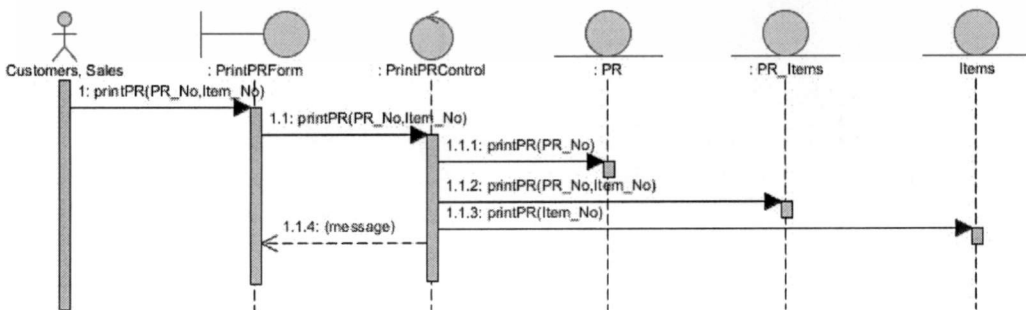 Customers, Sales
: PrintPRForm
: PrintPRControl
: PR
: PR_Items
Items
1: printPR(PR_No,Item_No)
1.1: printPR(PR_No,Item_No)
1.1.1: printPR(PR_No)
1.1.2: printPR(PR_No,Item_No)
1.1.3: printPR(Item_No)
1.1.4: (message)